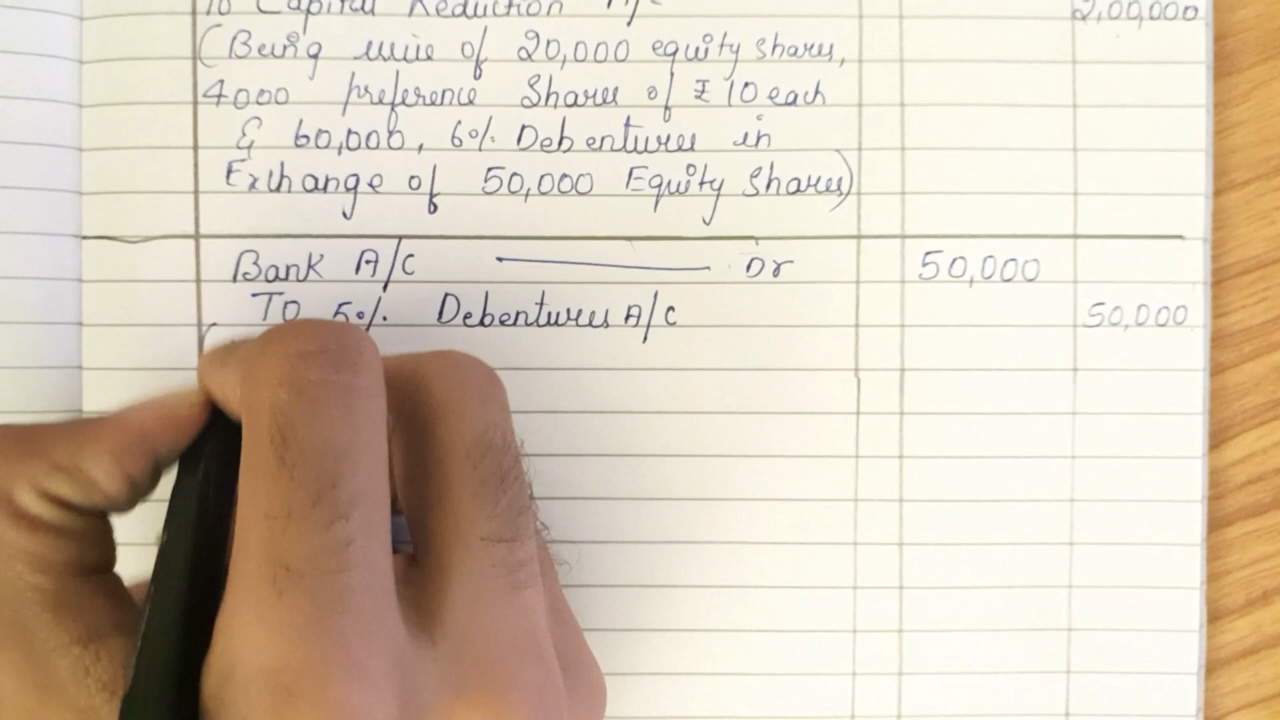 To Capital Reduction A/c 2,00,000
(Being issue of 20,000 equity shares,
4000 preference Shares of ₹ 10 each
& 60,000, 6% Debentures in
Exchange of 50,000 Equity Shares)
Bank A/C Dr 50,000
To 5% Debentures A/C 50,000